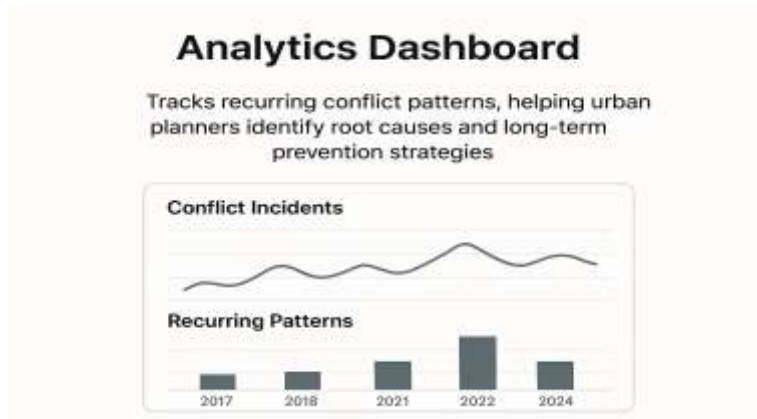 Analytics Dashboard
Tracks recurring conflict patterns, helping urban
planners identify root causes and long-term
prevention strategies
Conflict Incidents
Recurring Patterns
2017 2018 2021 2022 2024